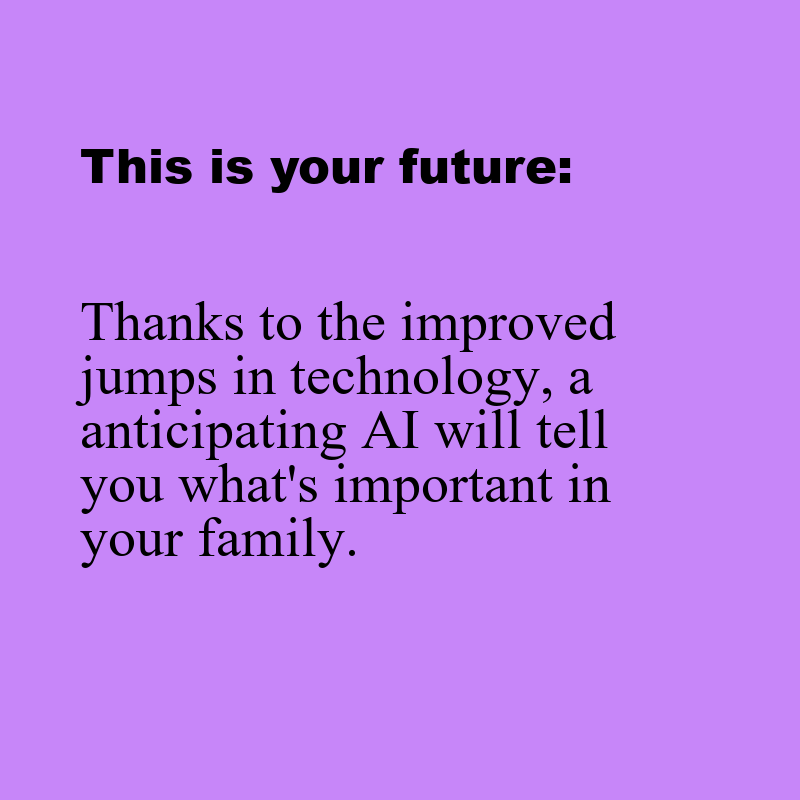 This is your future:
Thanks to the improved
jumps in technology, a
anticipating AI will tell
you what's important in
your family.